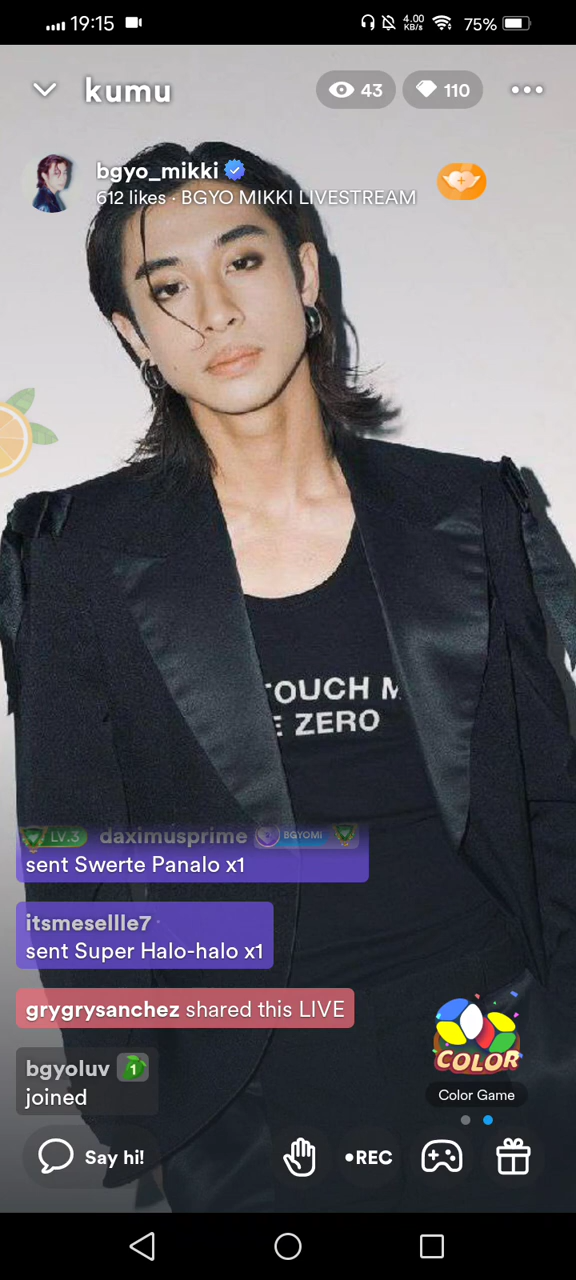 19:15 4.00 KB/s 75%
kumu 43 110
bgyo_mikki
612 likes · BGYO MIKKI LIVESTREAM
TOUCH M
E ZERO
LV.3 daximusprime BGYOMi
sent Swerte Panalo x1
itsmesellle7
sent Super Halo-halo x1
grygrysanchez shared this LIVE
bgyoluv 1
joined
COLOR
Color Game
Say hi! •REC